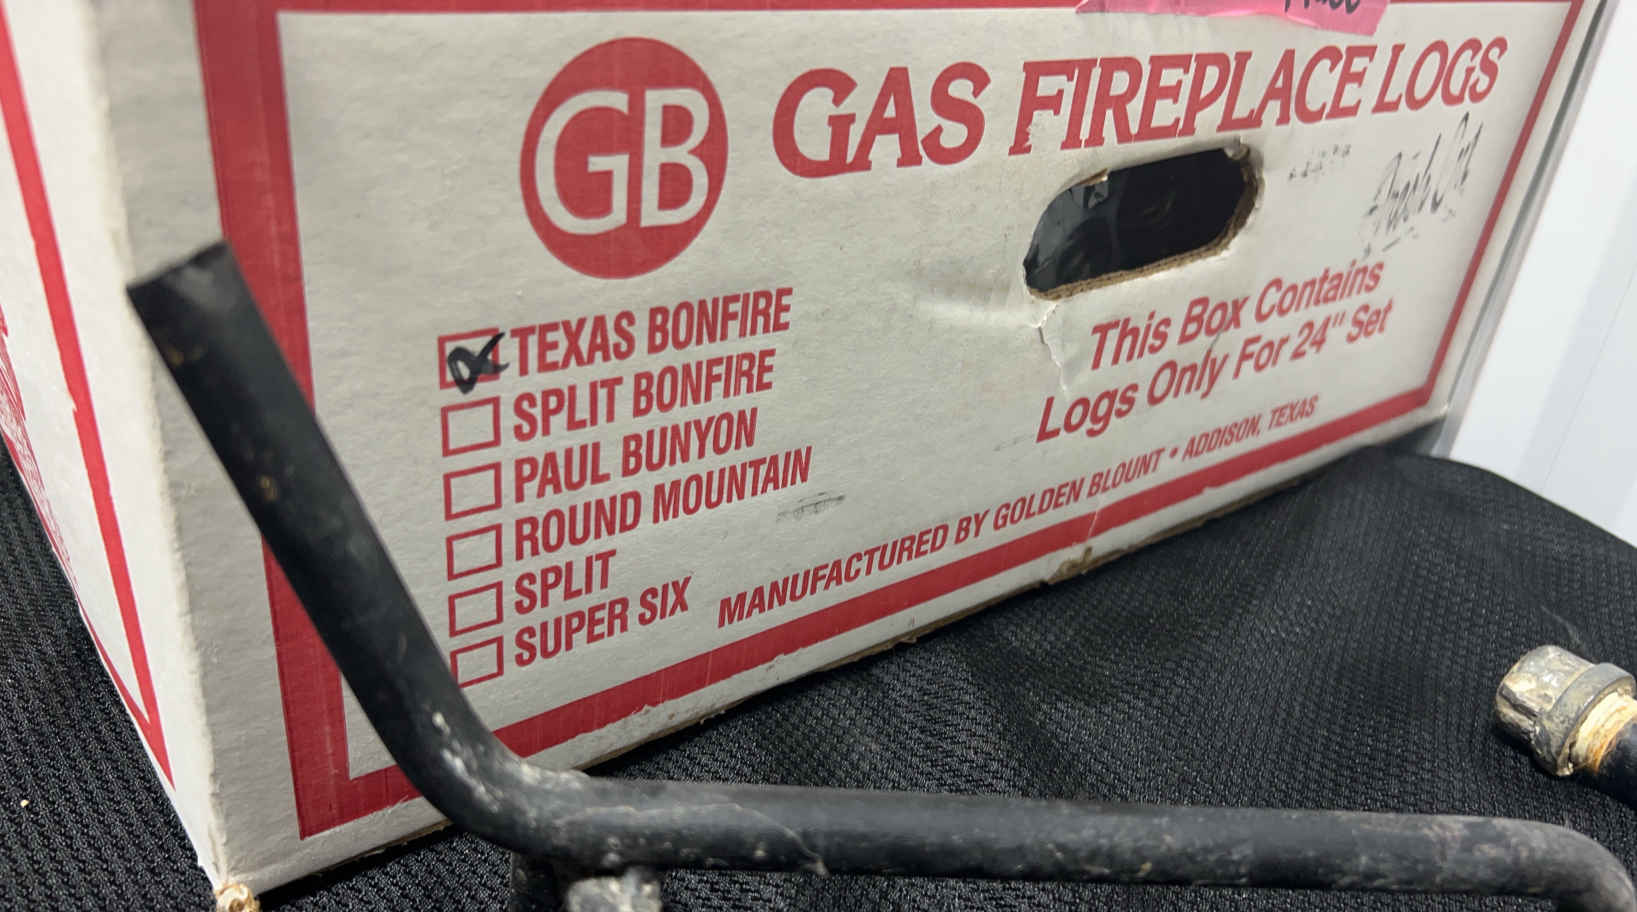 GB
GAS FIREPLACE LOGS
TEXAS BONFIRE
SPLIT BONFIRE
PAUL BUNYON
ROUND MOUNTAIN
SPLIT
SUPER SIX
This Box Contains
Logs Only For 24" Set
MANUFACTURED BY GOLDEN BLOUNT • ADDISON, TEXAS